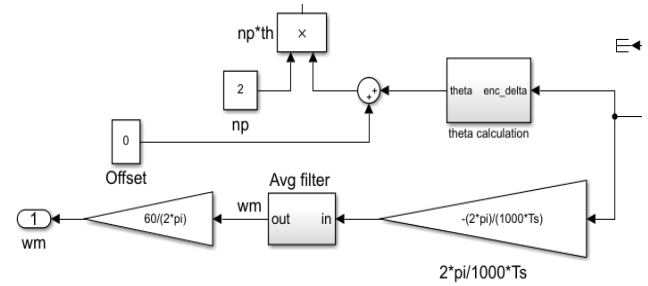 np*th
×
2
np
0
Offset
+
+
theta enc_delta
theta calculation
Avg filter
1
wm
60/(2*pi)
wm
out in
-(2*pi)/(1000*Ts)
2*pi/1000*Ts